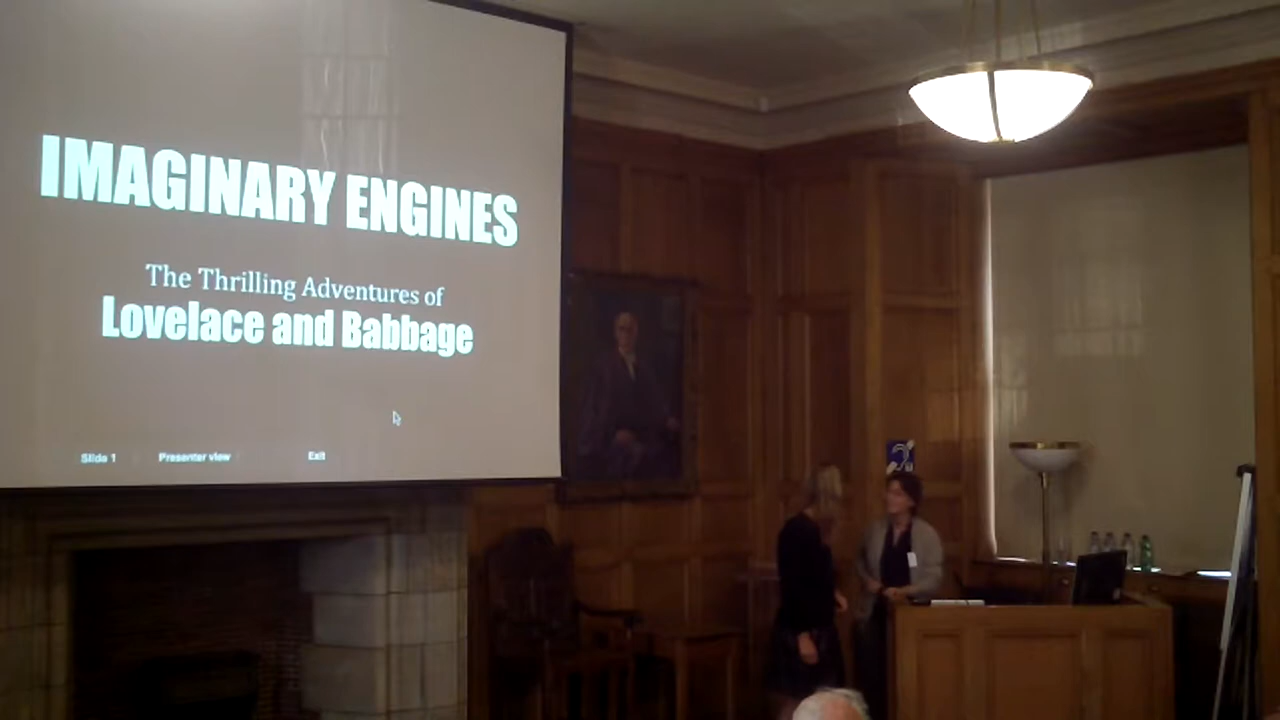 IMAGINARY ENGINES
The Thrilling Adventures of
Lovelace and Babbage
Slide 1 Presenter view Exit